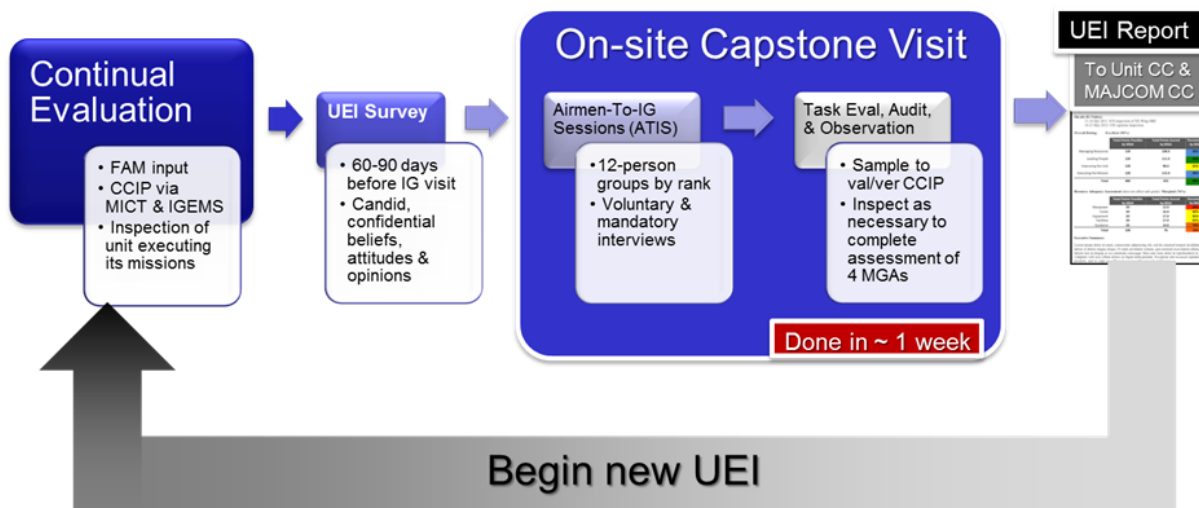 Continual
Evaluation
• FAM input
• CCIP via
MICT & IGEMS
• Inspection of
unit executing
its missions
UEI Survey
• 60-90 days
before IG visit
• Candid,
confidential
beliefs,
attitudes &
opinions
On-site Capstone Visit
Airmen-To-IG
Sessions (ATIS)
• 12-person
groups by rank
• Voluntary &
mandatory
interviews
Task Eval, Audit,
& Observation
• Sample to
val/ver CCIP
• Inspect as
necessary to
complete
assessment of
4 MGAs
Done in ~ 1 week
UEI Report
To Unit CC &
MAJCOM CC
Begin new UEI